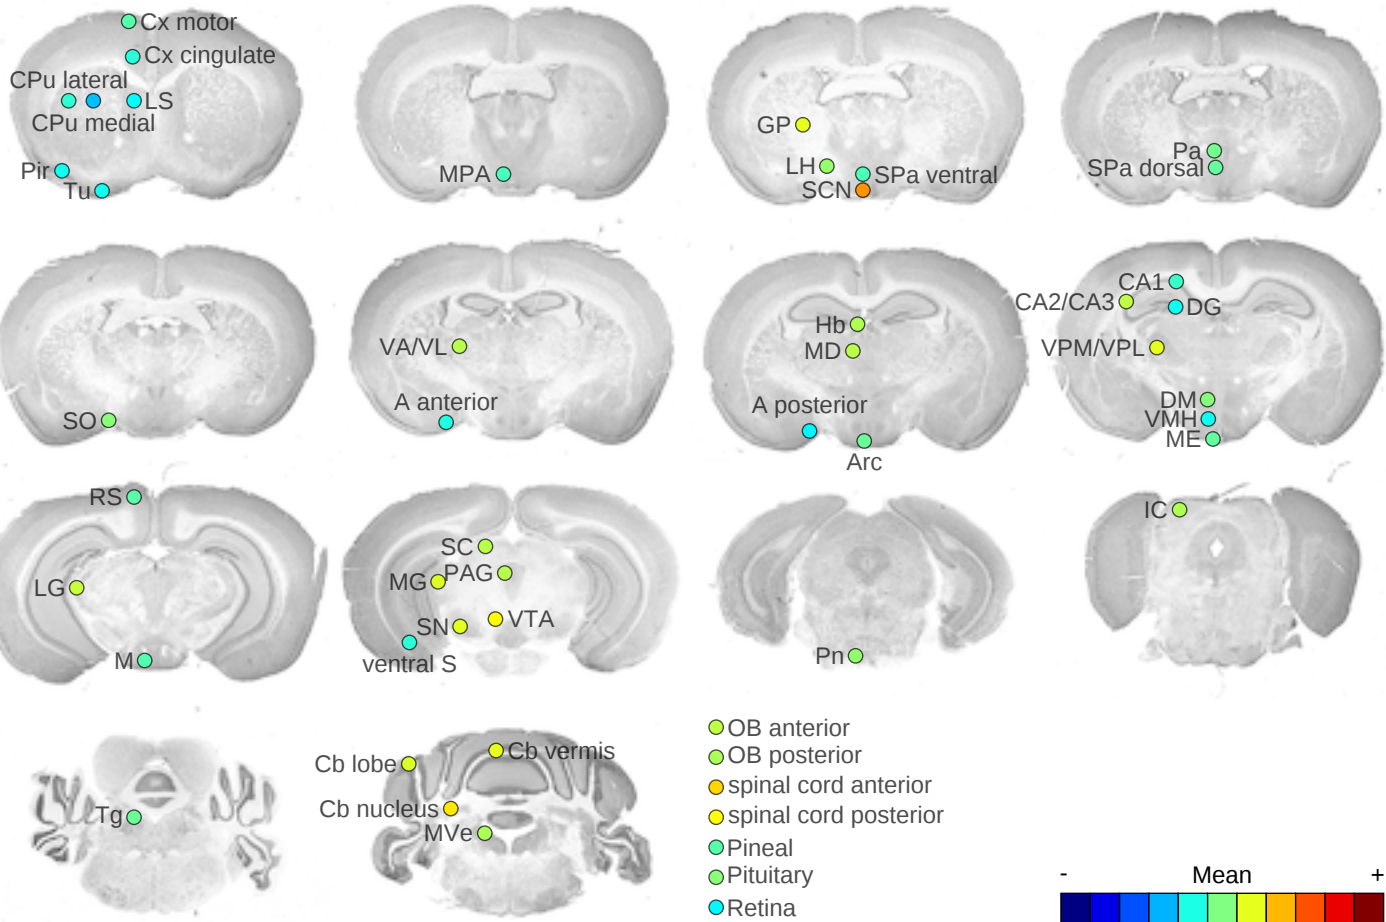 Cx motor
Cx cingulate
CPu lateral
LS
CPu medial
Pir
Tu
MPA
GP
LH
SPa ventral
SCN
Pa
SPa dorsal
SO
VA/VL
A anterior
Hb
MD
A posterior
Arc
CA1
CA2/CA3
DG
VPM/VPL
DM
VMH
ME
RS
LG
M
SC
MG
PAG
SN
VTA
ventral S
Pn
IC
Tg
Cb lobe
Cb vermis
Cb nucleus
MVe
OB anterior
OB posterior
spinal cord anterior
spinal cord posterior
Pineal
Pituitary
Retina
- Mean +